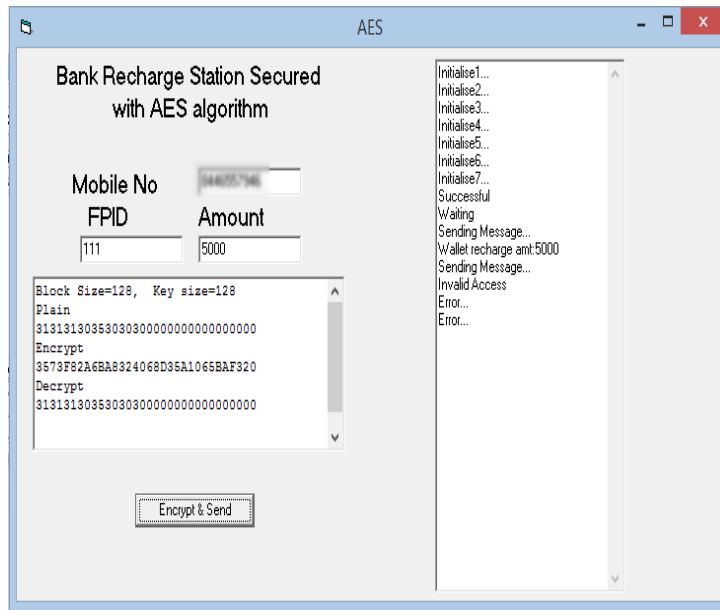 AES
Bank Recharge Station Secured
with AES algorithm
Mobile No
FPID
Amount
111
5000
Block Size=128,  Key size=128
Plain
31313130353030300000000000000000
Encrypt
3573F82A6BA8324068D35A1065BAF320
Decrypt
31313130353030300000000000000000
Encrypt & Send
Initialise1...
Initialise2...
Initialise3...
Initialise4...
Initialise5...
Initialise6...
Initialise7...
Successful
Waiting
Sending Message...
Wallet recharge amt:5000
Sending Message...
Invalid Access
Error...
Error...